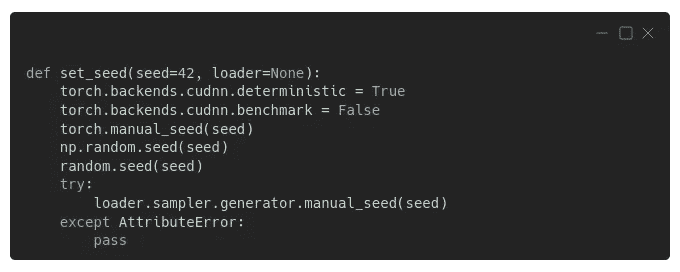 def set_seed(seed=42, loader=None):
    torch.backends.cudnn.deterministic = True
    torch.backends.cudnn.benchmark = False
    torch.manual_seed(seed)
    np.random.seed(seed)
    random.seed(seed)
    try:
        loader.sampler.generator.manual_seed(seed)
    except AttributeError:
        pass